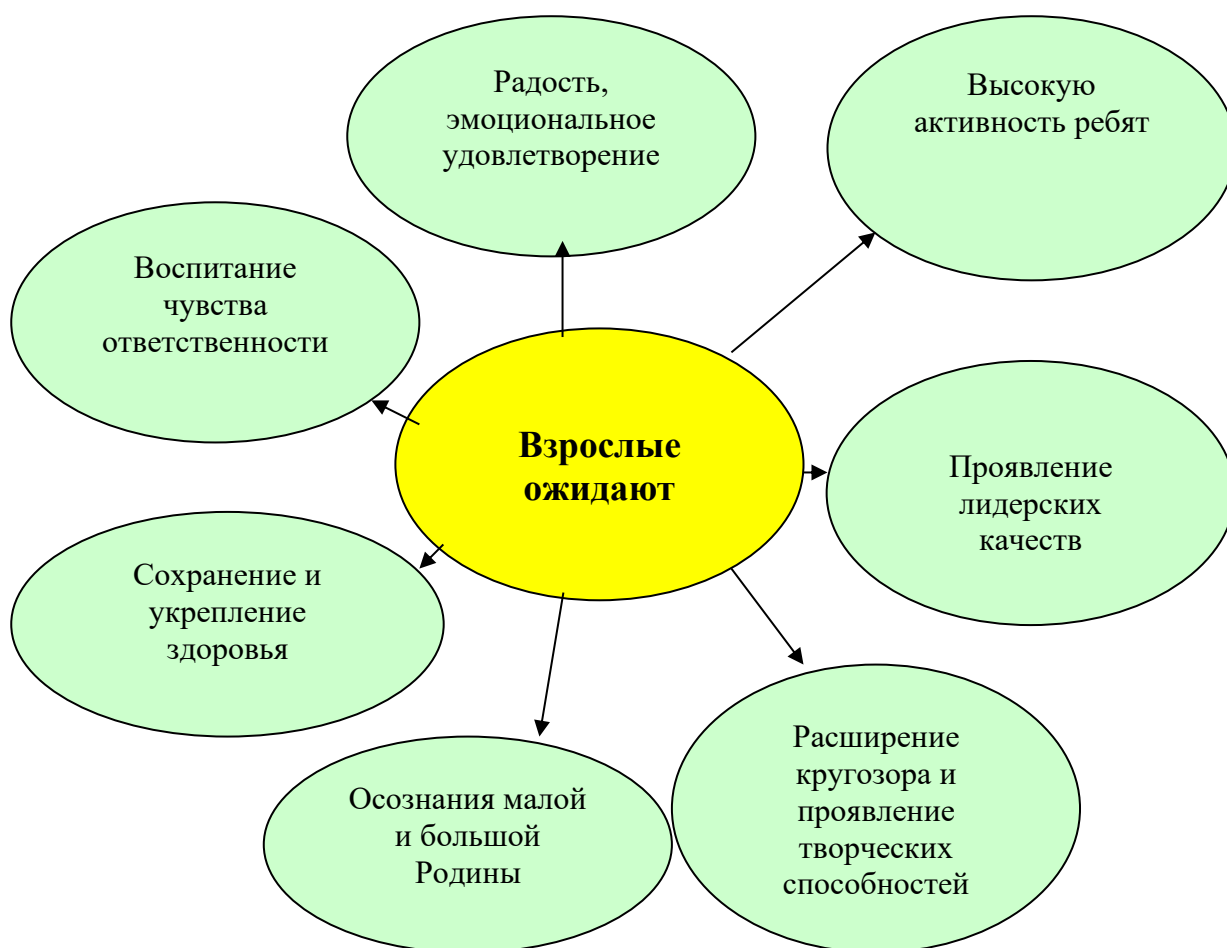 Радость,
эмоциональное
удовлетворение
Высокую
активность ребят
Воспитание
чувства
ответственности
Взрослые
ожидают
Проявление
лидерских
качеств
Сохранение и
укрепление
здоровья
Расширение
кругозора и
проявление
творческих
способностей
Осознания малой
и большой
Родины